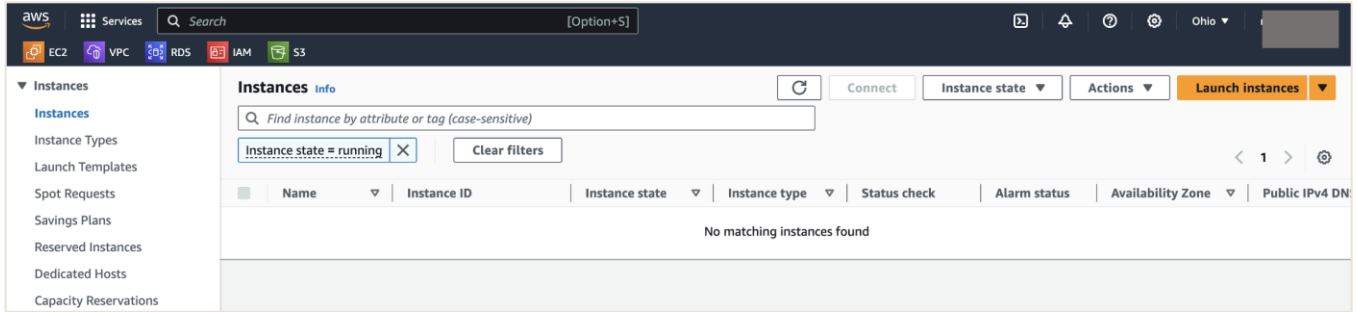 aws Services Search [Option+S] Ohio
EC2 VPC RDS IAM S3
Instances
Instances
Instance Types
Launch Templates
Spot Requests
Savings Plans
Reserved Instances
Dedicated Hosts
Capacity Reservations
Instances Info Connect Instance state Actions Launch instances
Find instance by attribute or tag (case-sensitive)
Instance state = running Clear filters
1
Name Instance ID Instance state Instance type Status check Alarm status Availability Zone Public IPv4 DN
No matching instances found